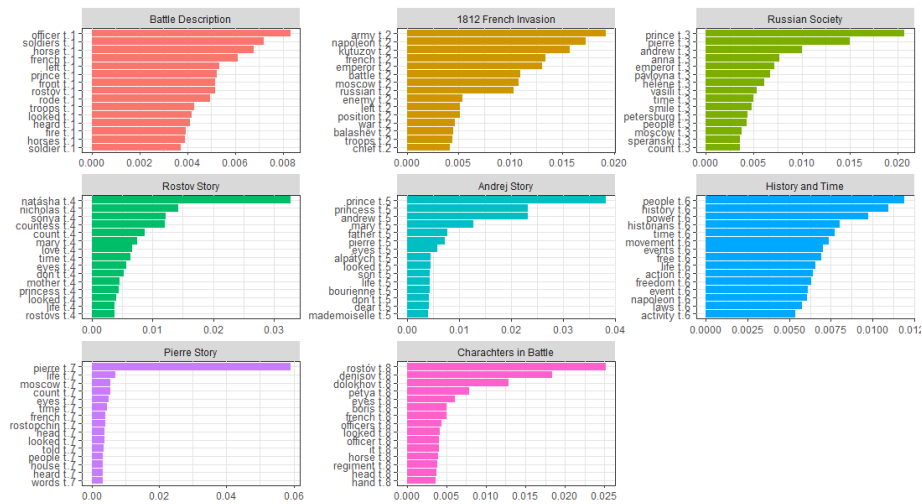 Battle Description
officer t.1
soldiers t.1
horse t.1
french t.1
left t.1
prince t.1
front t.1
rostov t.1
rode t.1
troops t.1
looked t.1
heard t.1
fire t.1
horses t.1
soldier t.1
0.000 0.002 0.004 0.006 0.008
1812 French Invasion
army t.2
napoleon t.2
kutuzov t.2
french t.2
emperor t.2
battle t.2
moscow t.2
russian t.2
enemy t.2
left t.2
position t.2
war t.2
balashëv t.2
troops t.2
chief t.2
0.000 0.005 0.010 0.015 0.020
Russian Society
prince t.3
pierre t.3
andrew t.3
anna t.3
emperor t.3
pávlovna t.3
hélène t.3
vasíli t.3
time t.3
smile t.3
petersburg t.3
people t.3
moscow t.3
speránski t.3
count t.3
0.000 0.005 0.010 0.015 0.020
Rostov Story
natásha t.4
nicholas t.4
sónya t.4
countess t.4
count t.4
mary t.4
love t.4
time t.4
eyes t.4
don't t.4
mother t.4
princess t.4
looked t.4
life t.4
rostóvs t.4
0.00 0.01 0.02 0.03
Andrej Story
prince t.5
princess t.5
andrew t.5
mary t.5
father t.5
pierre t.5
eyes t.5
alpátych t.5
looked t.5
son t.5
life t.5
bourienne t.5
don't t.5
dear t.5
mademoiselle t.5
0.00 0.01 0.02 0.03 0.04
History and Time
people t.6
history t.6
power t.6
historians t.6
time t.6
movement t.6
events t.6
free t.6
life t.6
action t.6
freedom t.6
event t.6
napoleon t.6
laws t.6
activity t.6
0.0000 0.0025 0.0050 0.0075 0.0100 0.012
Pierre Story
pierre t.7
life t.7
moscow t.7
count t.7
eyes t.7
time t.7
french t.7
rostopchín t.7
head t.7
looked t.7
told t.7
people t.7
house t.7
heard t.7
words t.7
0.00 0.02 0.04 0.06
Charachters in Battle
rostóv t.8
denísov t.8
dólokhov t.8
pétya t.8
eyes t.8
borís t.8
french t.8
officers t.8
looked t.8
officer t.8
it t.8
horse t.8
regiment t.8
head t.8
hand t.8
0.000 0.005 0.010 0.015 0.020 0.025